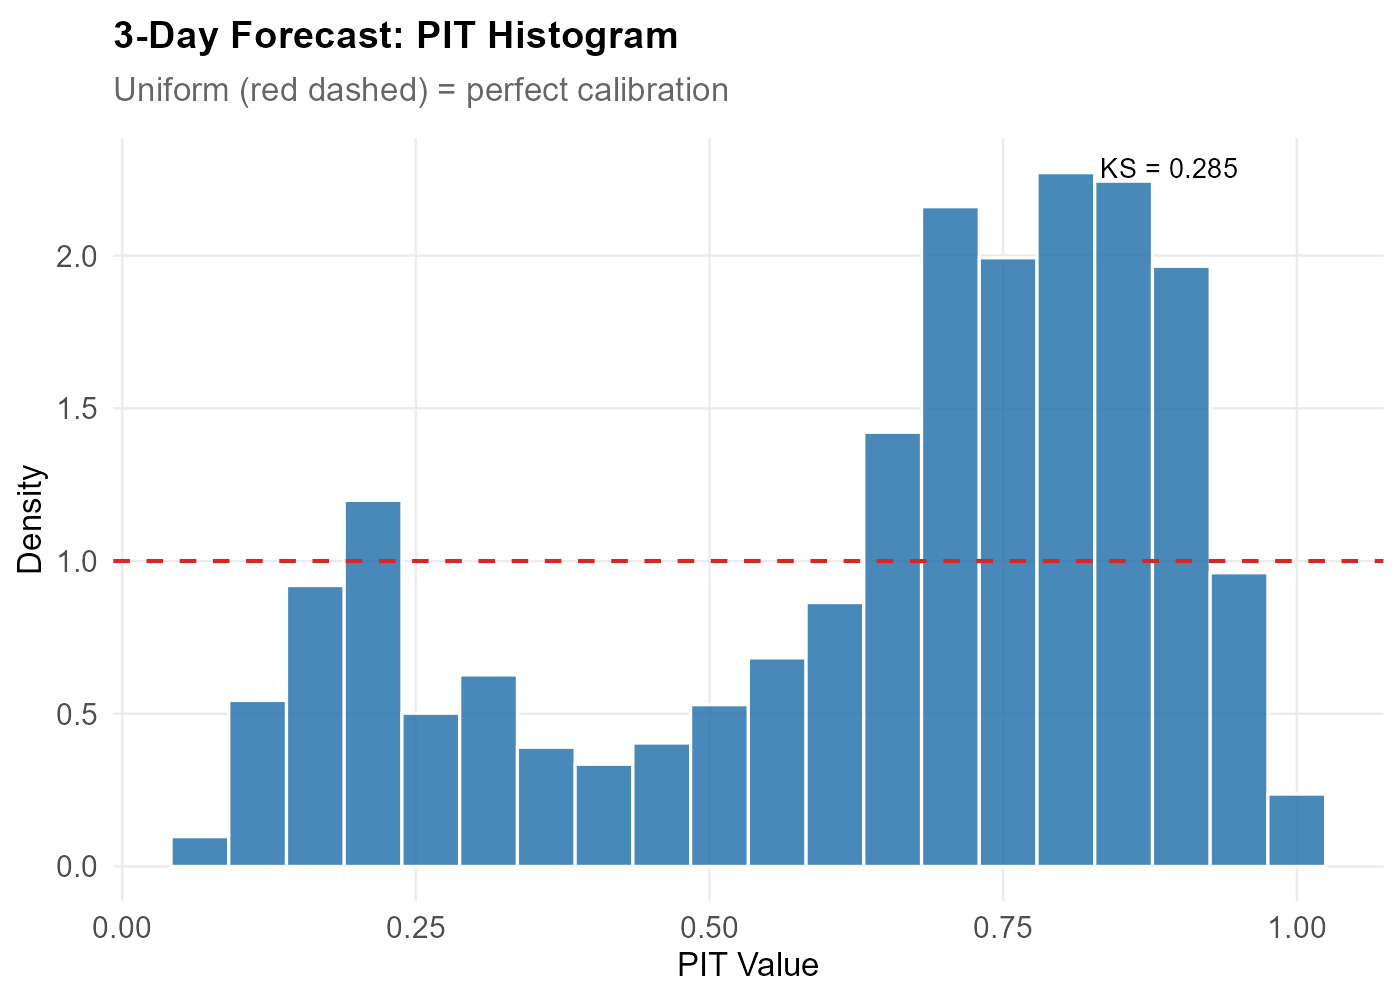 3-Day Forecast: PIT Histogram
Uniform (red dashed) = perfect calibration
KS = 0.285
Density
2.0
1.5
1.0
0.5
0.0
0.00 0.25 0.50 0.75 1.00
PIT Value